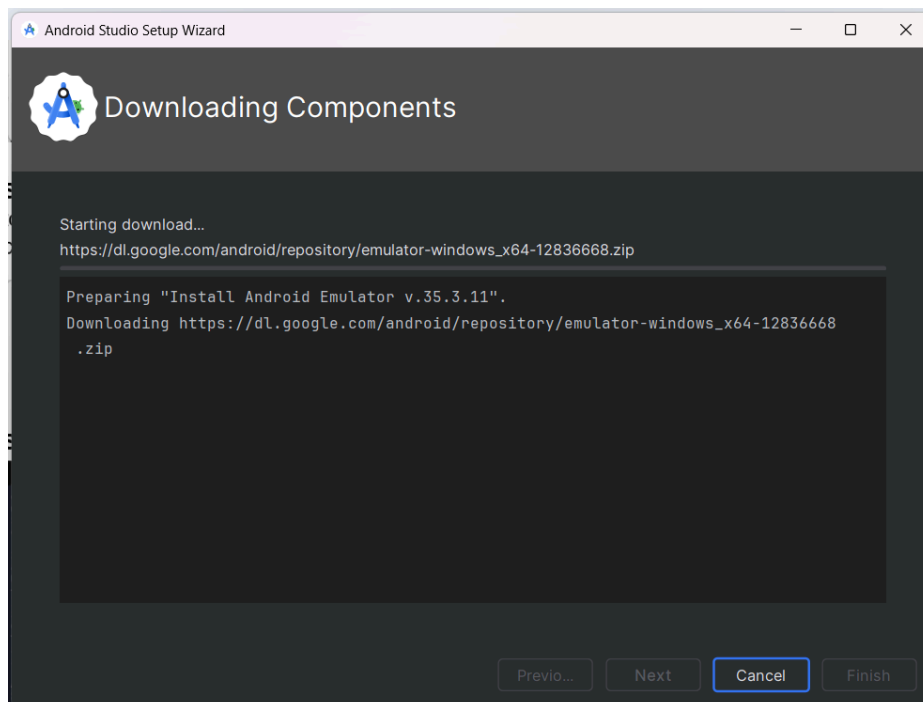 Android Studio Setup Wizard
Downloading Components
Starting download...
https://dl.google.com/android/repository/emulator-windows_x64-12836668.zip
Preparing "Install Android Emulator v.35.3.11".
Downloading https://dl.google.com/android/repository/emulator-windows_x64-12836668
.zip
Previo...
Next
Cancel
Finish